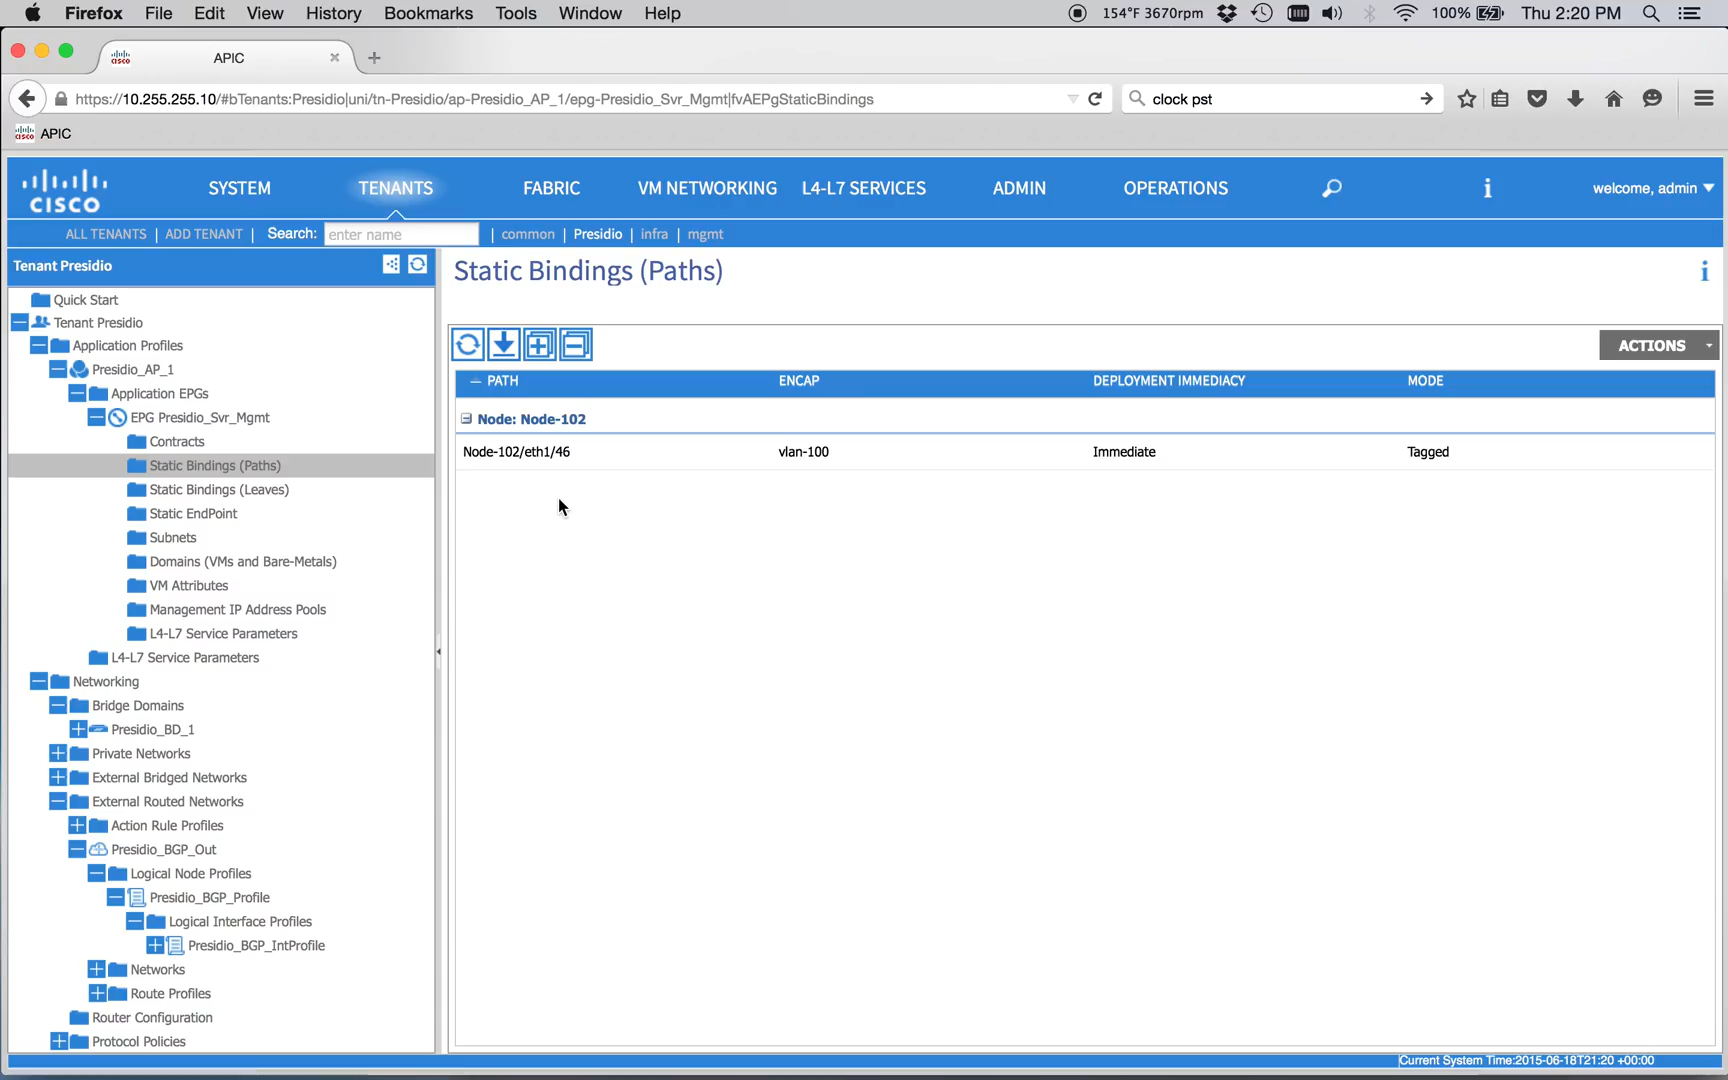 Firefox File Edit View History Bookmarks Tools Window Help 154°F 3670rpm 100% Thu 2:20 PM
cisco APIC
https://10.255.255.10/#bTenants:Presidio|uni/tn-Presidio/ap-Presidio_AP_1/epg-Presidio_Svr_Mgmt|fvAEPgStaticBindings clock pst
cisco APIC
CISCO SYSTEM TENANTS FABRIC VM NETWORKING L4-L7 SERVICES ADMIN OPERATIONS i welcome, admin
ALL TENANTS | ADD TENANT | Search: enter name | common | Presidio | infra | mgmt
Tenant Presidio
Quick Start
Tenant Presidio
Application Profiles
Presidio_AP_1
Application EPGs
EPG Presidio_Svr_Mgmt
Contracts
Static Bindings (Paths)
Static Bindings (Leaves)
Static EndPoint
Subnets
Domains (VMs and Bare-Metals)
VM Attributes
Management IP Address Pools
L4-L7 Service Parameters
L4-L7 Service Parameters
Networking
Bridge Domains
Presidio_BD_1
Private Networks
External Bridged Networks
External Routed Networks
Action Rule Profiles
Presidio_BGP_Out
Logical Node Profiles
Presidio_BGP_Profile
Logical Interface Profiles
Presidio_BGP_IntProfile
Networks
Route Profiles
Router Configuration
Protocol Policies
Static Bindings (Paths) i
ACTIONS
PATH ENCAP DEPLOYMENT IMMEDIACY MODE
Node: Node-102
Node-102/eth1/46 vlan-100 Immediate Tagged
Current System Time:2015-06-18T21:20 +00:00